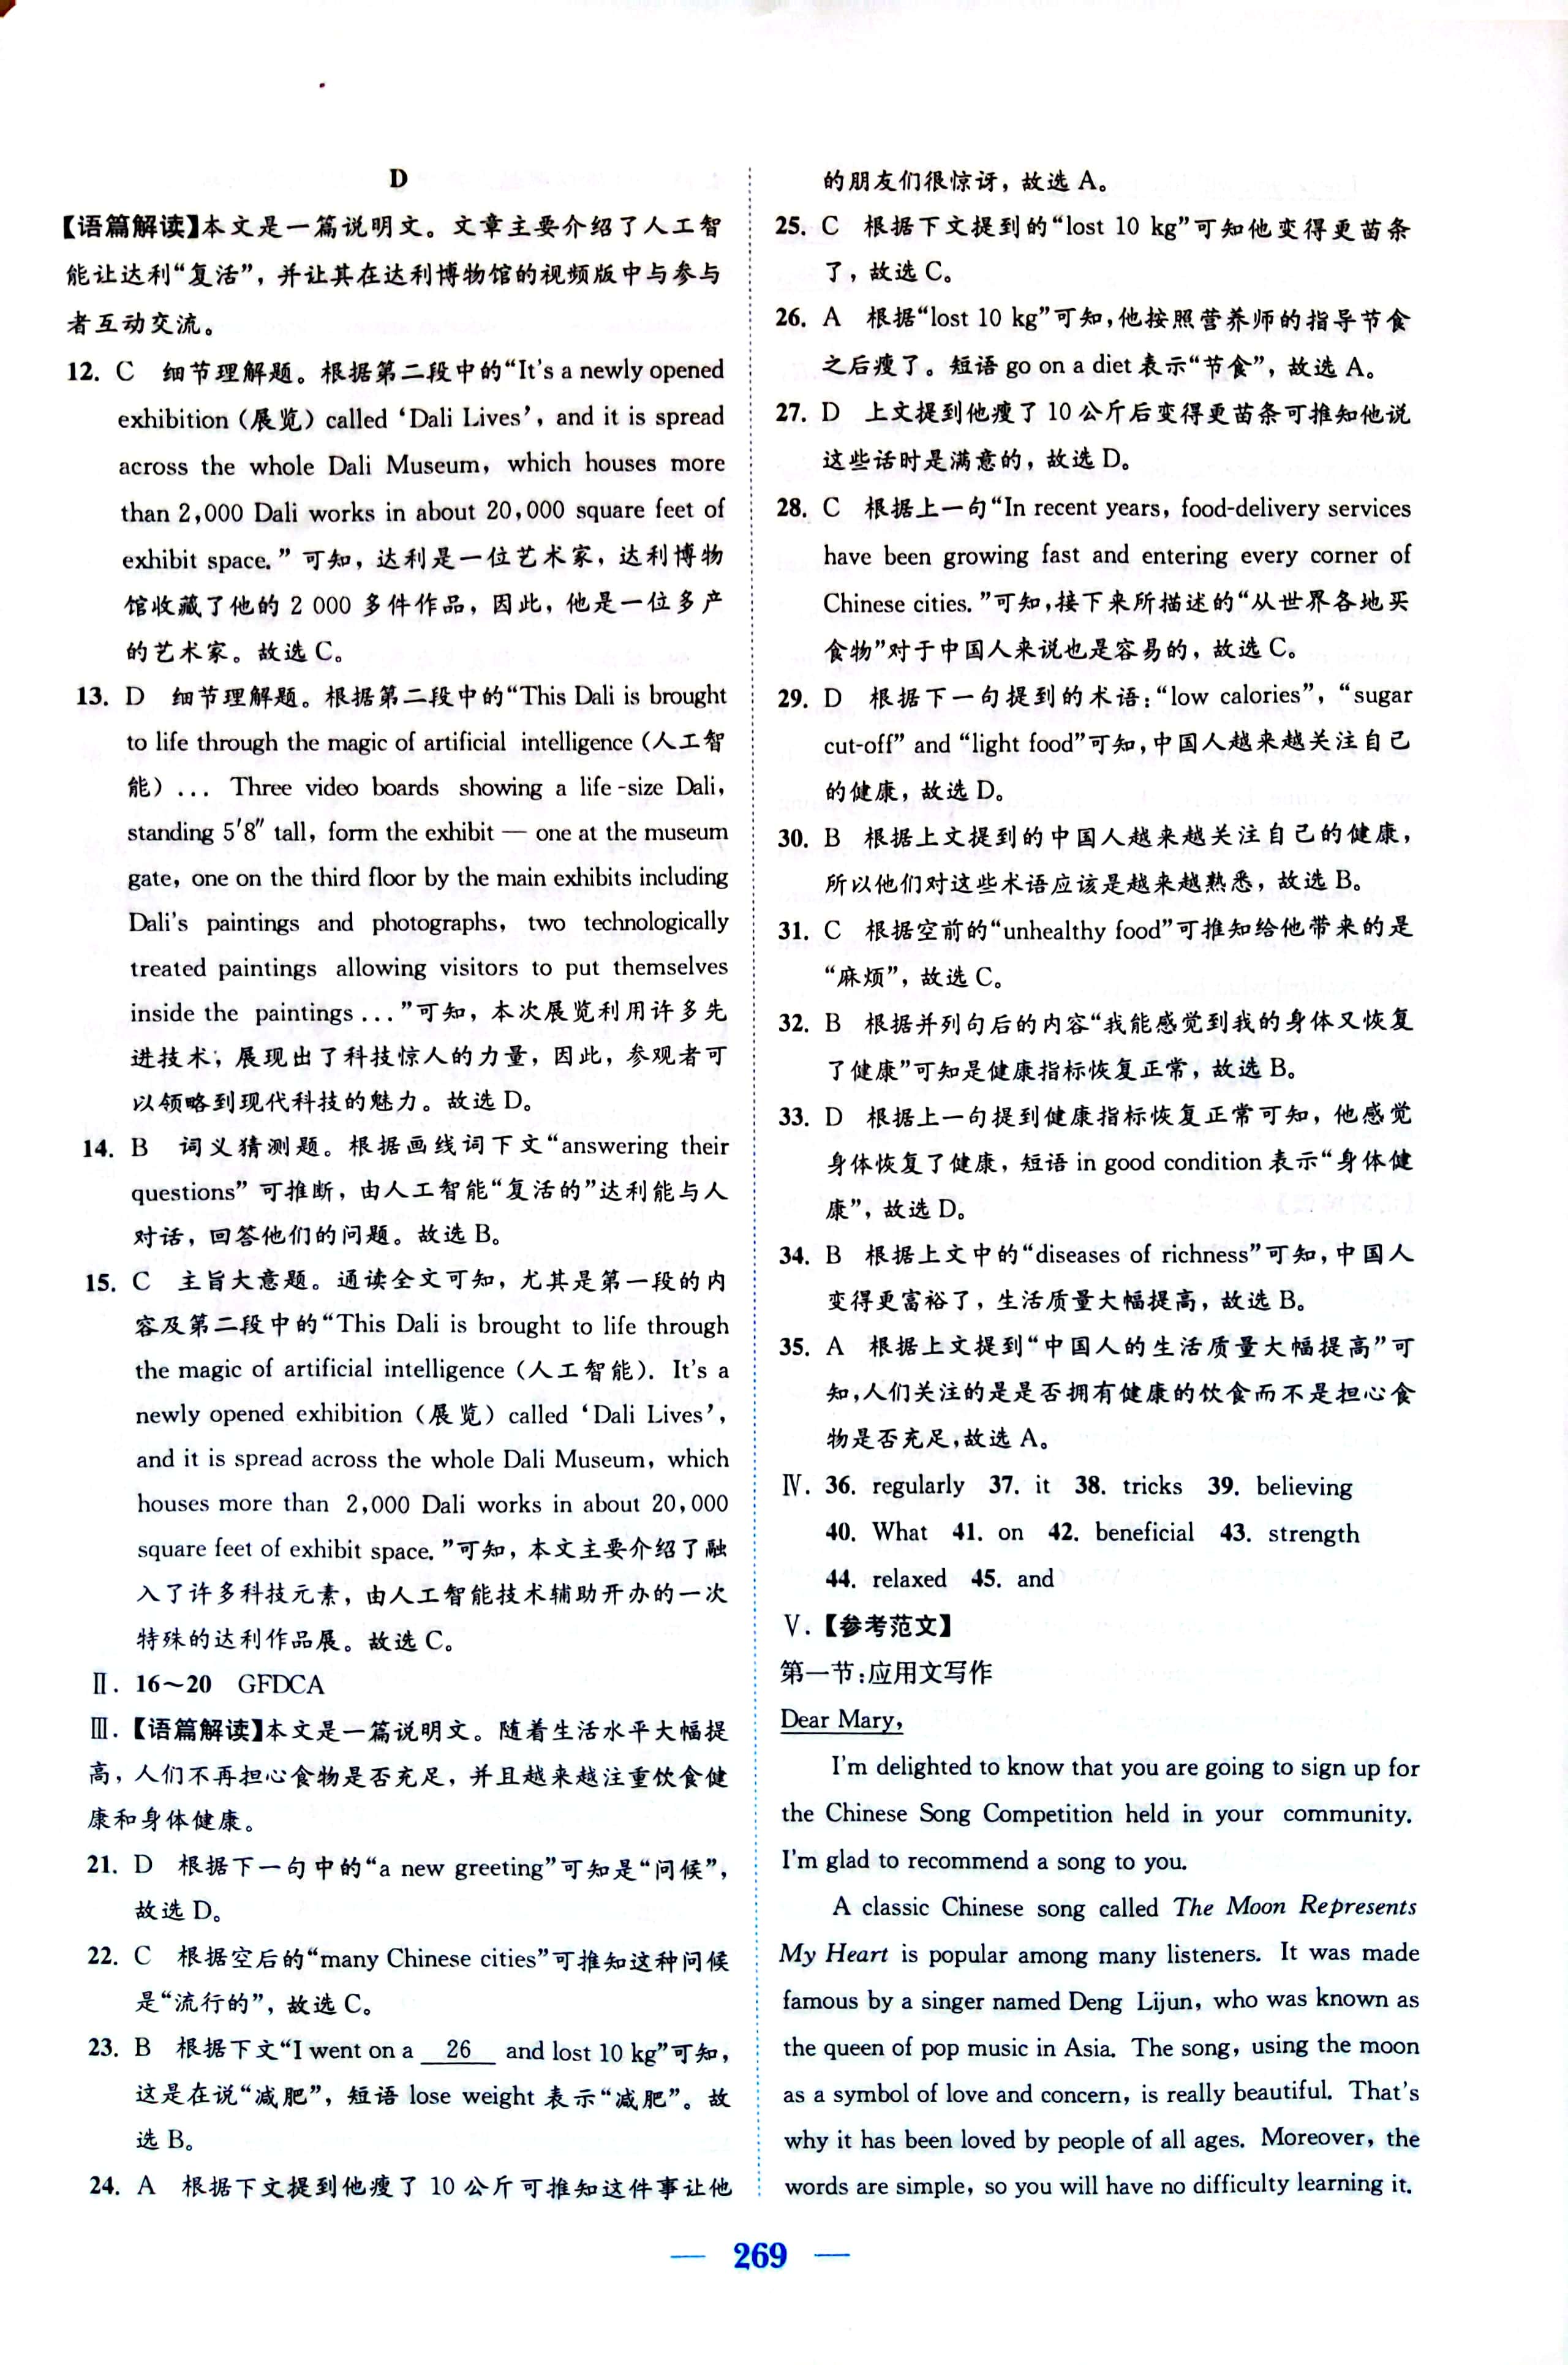 D
【语篇解读】本文是一篇说明文。文章主要介绍了人工智
能让达利“复活”，并让其在达利博物馆的视频版中与参与
者互动交流。
12. C 细节理解题。根据第二段中的“It's a newly opened
exhibition（展览）called ‘Dali Lives’, and it is spread
across the whole Dali Museum, which houses more
than 2,000 Dali works in about 20,000 square feet of
exhibit space.”可知，达利是一位艺术家，达利博物
馆收藏了他的 2 000 多件作品，因此，他是一位多产
的艺术家。故选 C。
13. D 细节理解题。根据第二段中的“This Dali is brought
to life through the magic of artificial intelligence（人工智
能）... Three video boards showing a life-size Dali,
standing 5′8″ tall, form the exhibit — one at the museum
gate, one on the third floor by the main exhibits including
Dali's paintings and photographs, two technologically
treated paintings allowing visitors to put themselves
inside the paintings ...”可知，本次展览利用许多先
进技术，展现出了科技惊人的力量，因此，参观者可
以领略到现代科技的魅力。故选 D。
14. B 词义猜测题。根据画线词下文“answering their
questions”可推断，由人工智能“复活的”达利能与人
对话，回答他们的问题。故选 B。
15. C 主旨大意题。通读全文可知，尤其是第一段的内
容及第二段中的“This Dali is brought to life through
the magic of artificial intelligence（人工智能）. It's a
newly opened exhibition（展览）called ‘Dali Lives’,
and it is spread across the whole Dali Museum, which
houses more than 2,000 Dali works in about 20,000
square feet of exhibit space.”可知，本文主要介绍了融
入了许多科技元素，由人工智能技术辅助开办的一次
特殊的达利作品展。故选 C。
Ⅱ. 16～20 GFDCA
Ⅲ.【语篇解读】本文是一篇说明文。随着生活水平大幅提
高，人们不再担心食物是否充足，并且越来越注重饮食健
康和身体健康。
21. D 根据下一句中的“a new greeting”可知是“问候”，
故选 D。
22. C 根据空后的“many Chinese cities”可推知这种问候
是“流行的”，故选 C。
23. B 根据下文“I went on a 26 and lost 10 kg”可知，
这是在说“减肥”，短语 lose weight 表示“减肥”。故
选 B。
24. A 根据下文提到他瘦了 10 公斤可推知这件事让他
的朋友们很惊讶，故选 A。
25. C 根据下文提到的“lost 10 kg”可知他变得更苗条
了，故选 C。
26. A 根据“lost 10 kg”可知，他按照营养师的指导节食
之后瘦了。短语 go on a diet 表示“节食”，故选 A。
27. D 上文提到他瘦了 10 公斤后变得更苗条可推知他说
这些话时是满意的，故选 D。
28. C 根据上一句“In recent years, food-delivery services
have been growing fast and entering every corner of
Chinese cities.”可知，接下来所描述的“从世界各地买
食物”对于中国人来说也是容易的，故选 C。
29. D 根据下一句提到的术语：“low calories”, “sugar
cut-off” and “light food”可知，中国人越来越关注自己
的健康，故选 D。
30. B 根据上文提到的中国人越来越关注自己的健康，
所以他们对这些术语应该是越来越熟悉，故选 B。
31. C 根据空前的“unhealthy food”可推知给他带来的是
“麻烦”，故选 C。
32. B 根据并列句后的内容“我能感觉到我的身体又恢复
了健康”可知是健康指标恢复正常，故选 B。
33. D 根据上一句提到健康指标恢复正常可知，他感觉
身体恢复了健康，短语 in good condition 表示“身体健
康”，故选 D。
34. B 根据上文中的“diseases of richness”可知，中国人
变得更富裕了，生活质量大幅提高，故选 B。
35. A 根据上文提到“中国人的生活质量大幅提高”可
知，人们关注的是是否拥有健康的饮食而不是担心食
物是否充足，故选 A。
Ⅳ. 36. regularly 37. it 38. tricks 39. believing
40. What 41. on 42. beneficial 43. strength
44. relaxed 45. and
Ⅴ.【参考范文】
第一节：应用文写作
Dear Mary,
I'm delighted to know that you are going to sign up for
the Chinese Song Competition held in your community.
I'm glad to recommend a song to you.
A classic Chinese song called The Moon Represents
My Heart is popular among many listeners. It was made
famous by a singer named Deng Lijun, who was known as
the queen of pop music in Asia. The song, using the moon
as a symbol of love and concern, is really beautiful. That's
why it has been loved by people of all ages. Moreover, the
words are simple, so you will have no difficulty learning it.
— 269 —